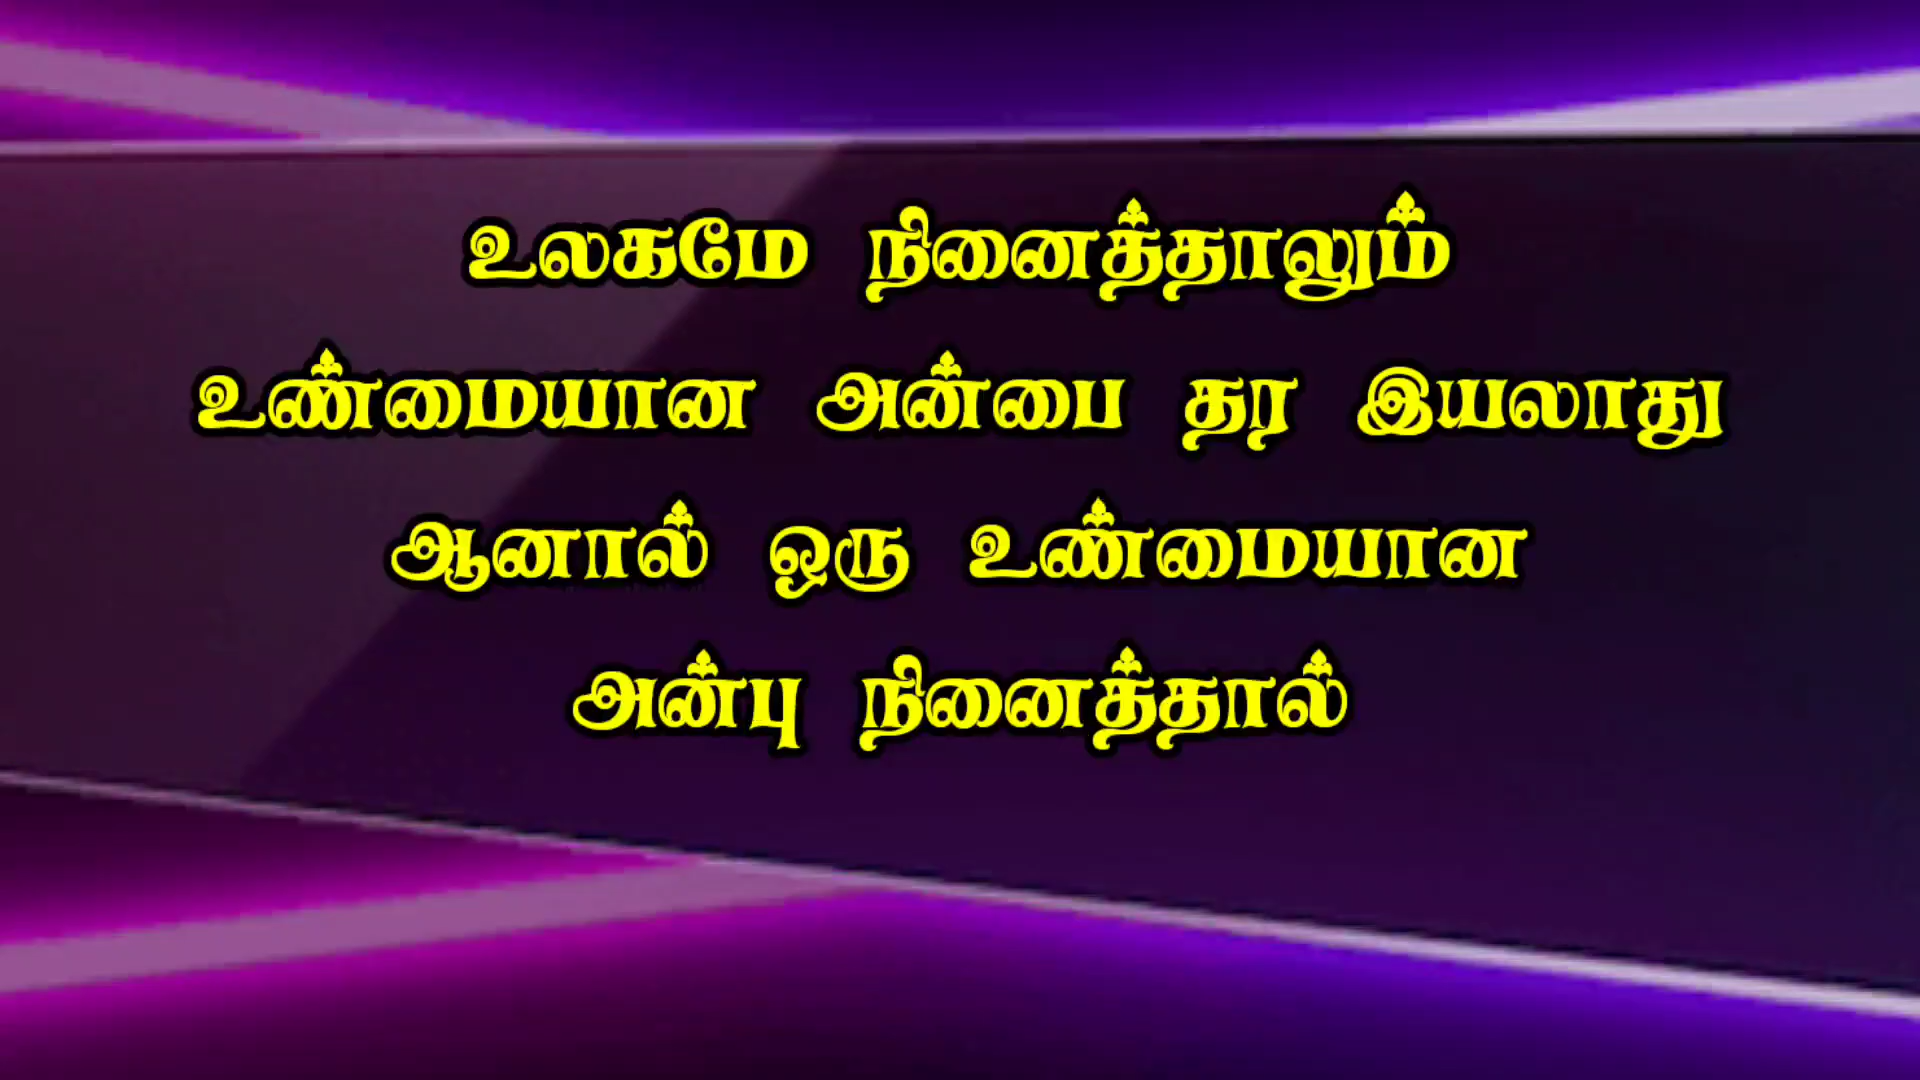 உலகமே நினைத்தாலும்
உண்மையான அன்பை தர இயலாது
ஆனால் ஒரு உண்மையான
அன்பு நினைத்தால்